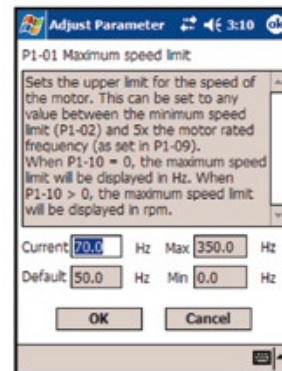 Adjust Parameter 3:10 ok
P1-01 Maximum speed limit
Sets the upper limit for the speed of
the motor. This can be set to any
value between the minimum speed
limit (P1-02) and 5x the motor rated
frequency (as set in P1-09).
When P1-10 = 0, the maximum speed
limit will be displayed in Hz. When
P1-10 > 0, the maximum speed limit
will be displayed in rpm.
Current 70.0 Hz Max 350.0 Hz
Default 50.0 Hz Min 0.0 Hz
OK Cancel